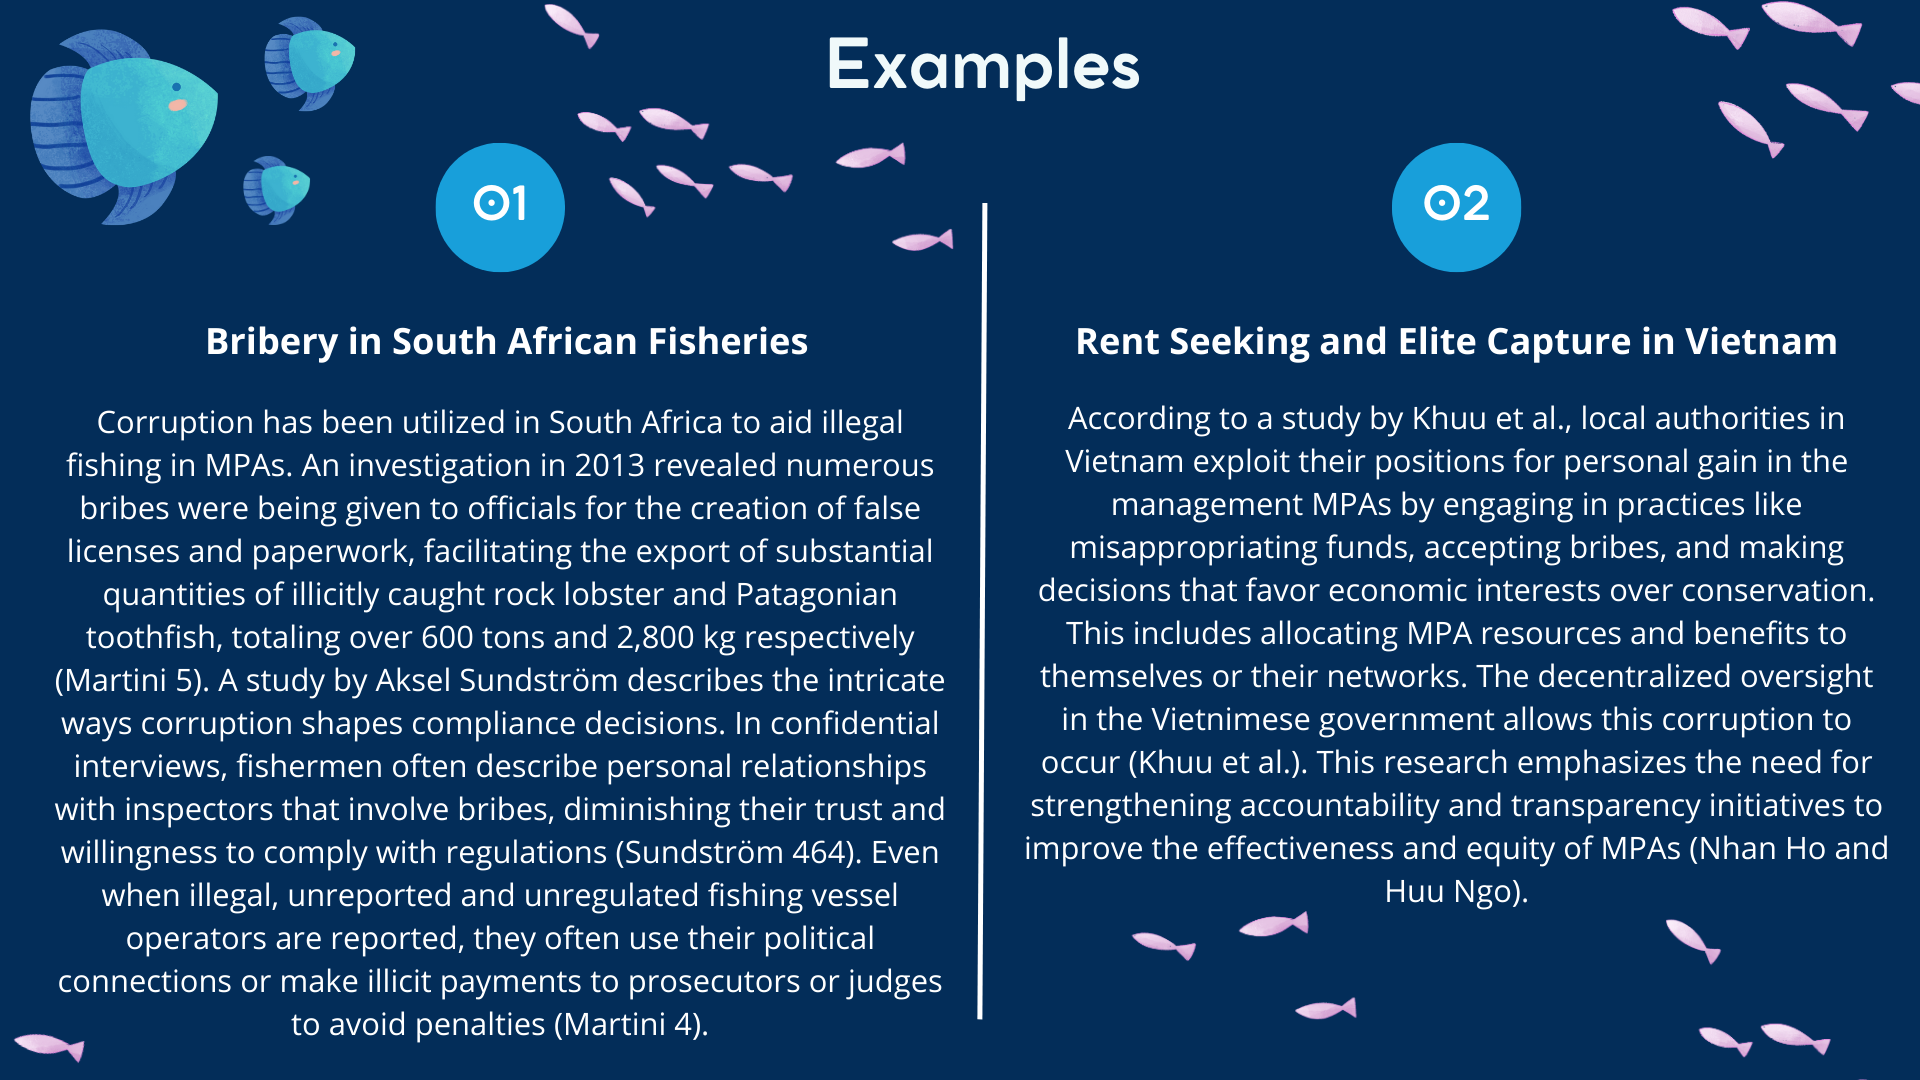 Examples
01
Bribery in South African Fisheries
Corruption has been utilized in South Africa to aid illegal
fishing in MPAs. An investigation in 2013 revealed numerous
bribes were being given to officials for the creation of false
licenses and paperwork, facilitating the export of substantial
quantities of illicitly caught rock lobster and Patagonian
toothfish, totaling over 600 tons and 2,800 kg respectively
(Martini 5). A study by Aksel Sundström describes the intricate
ways corruption shapes compliance decisions. In confidential
interviews, fishermen often describe personal relationships
with inspectors that involve bribes, diminishing their trust and
willingness to comply with regulations (Sundström 464). Even
when illegal, unreported and unregulated fishing vessel
operators are reported, they often use their political
connections or make illicit payments to prosecutors or judges
to avoid penalties (Martini 4).
02
Rent Seeking and Elite Capture in Vietnam
According to a study by Khuu et al., local authorities in
Vietnam exploit their positions for personal gain in the
management MPAs by engaging in practices like
misappropriating funds, accepting bribes, and making
decisions that favor economic interests over conservation.
This includes allocating MPA resources and benefits to
themselves or their networks. The decentralized oversight
in the Vietnimese government allows this corruption to
occur (Khuu et al.). This research emphasizes the need for
strengthening accountability and transparency initiatives to
improve the effectiveness and equity of MPAs (Nhan Ho and
Huu Ngo).